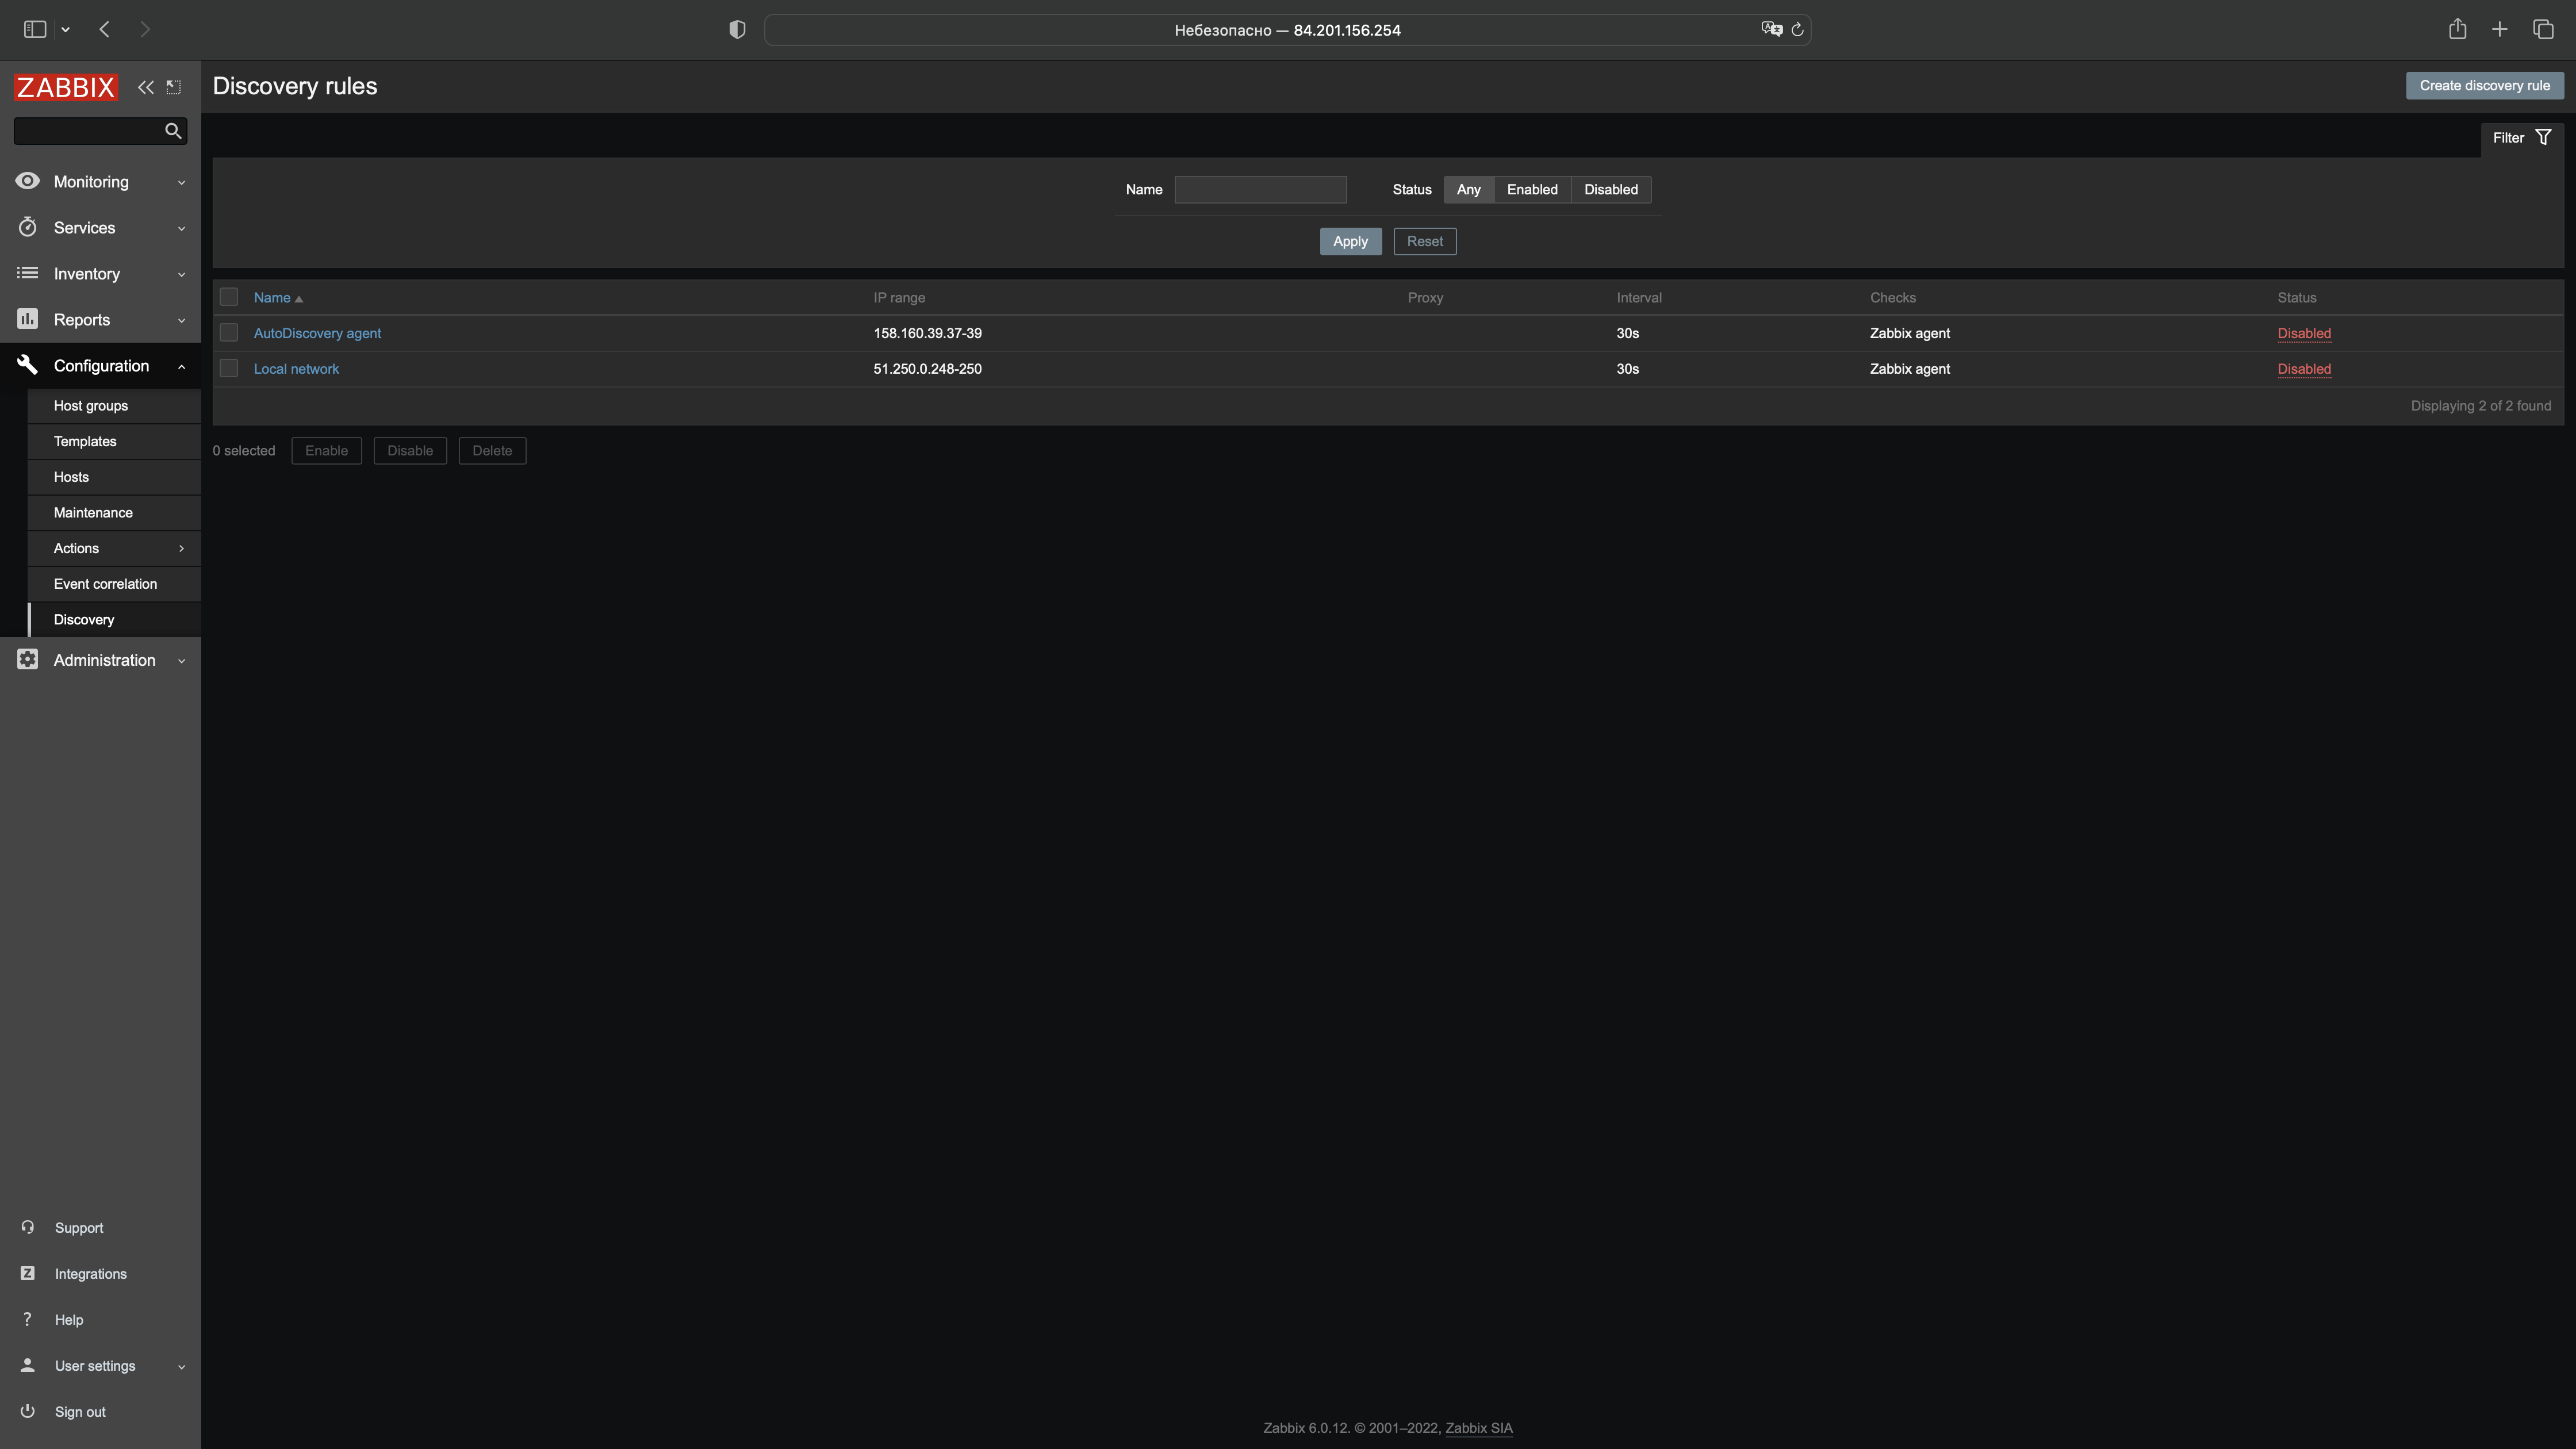 Небезопасно — 84.201.156.254
ZABBIX
Discovery rules
Create discovery rule
Filter
Monitoring
Services
Inventory
Reports
Configuration
Host groups
Templates
Hosts
Maintenance
Actions
Event correlation
Discovery
Administration
Name Status Any Enabled Disabled
Apply Reset
Name IP range Proxy Interval Checks Status
AutoDiscovery agent 158.160.39.37-39 30s Zabbix agent Disabled
Local network 51.250.0.248-250 30s Zabbix agent Disabled
Displaying 2 of 2 found
0 selected Enable Disable Delete
Support
Z Integrations
? Help
User settings
Sign out
Zabbix 6.0.12. © 2001–2022, Zabbix SIA